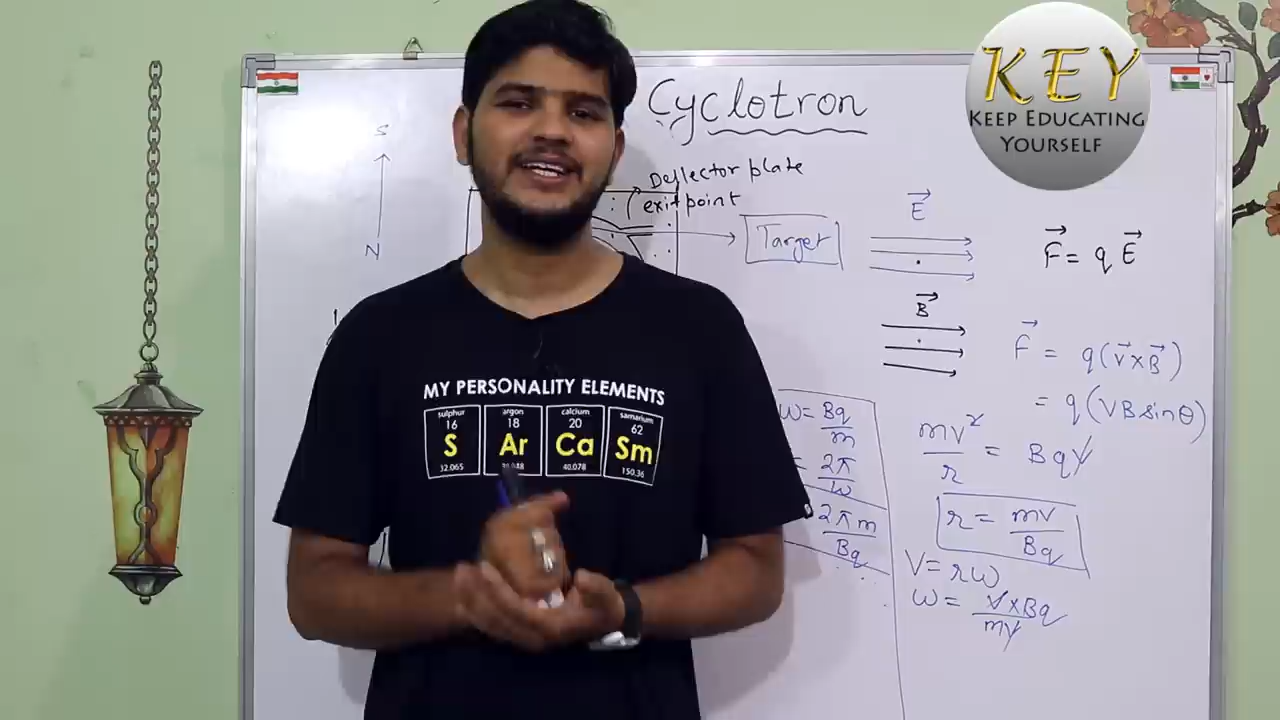 Cyclotron
KEY
KEEP EDUCATING
YOURSELF
S
N
Deflector plate
exit point
Target
E
F = qE
B
F = q(V×B)
= q(VB sinθ)
mv²/r = Bqv
r = mv/Bq
V = rω
ω = v×Bq/mv
ω = Bq/m
= 2π/ω
2πm/Bq
MY PERSONALITY ELEMENTS
sulphur argon calcium samarium
16 18 20 62
S Ar Ca Sm
32.065 40.078 150.36